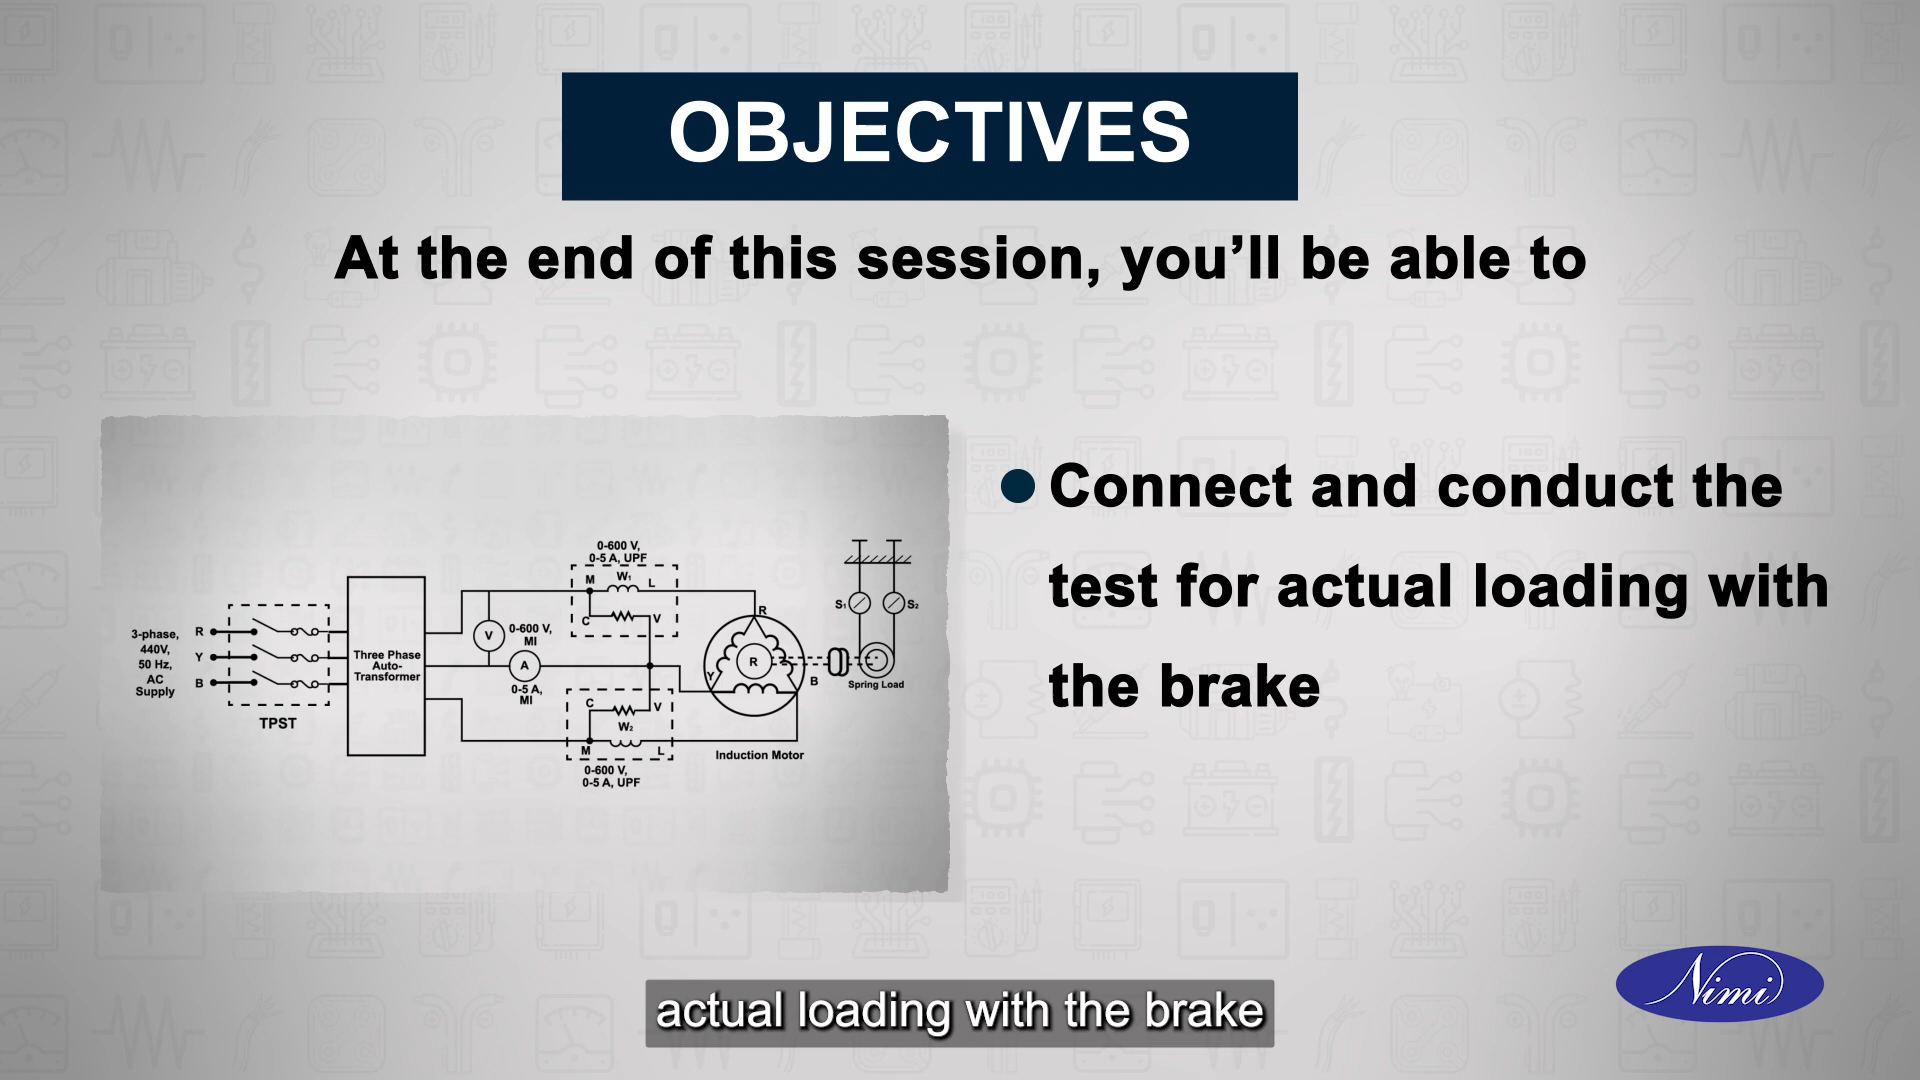 OBJECTIVES
At the end of this session, you’ll be able to
Connect and conduct the
test for actual loading with
the brake
3-phase,
440V,
50 Hz,
AC
Supply
R
Y
B
TPST
Three Phase
Auto-
Transformer
V
0-600 V,
MI
A
0-5 A,
MI
0-600 V,
0-5 A, UPF
M
W₁
L
C
V
C
V
W₂
M
L
0-600 V,
0-5 A, UPF
R
R
Y
B
Induction Motor
S₁
S₂
Spring Load
Nimi
actual loading with the brake